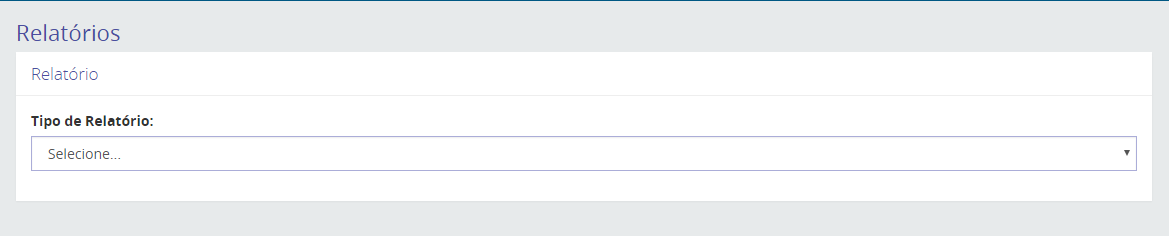 Relatórios
Relatório
Tipo de Relatório:
Selecione...